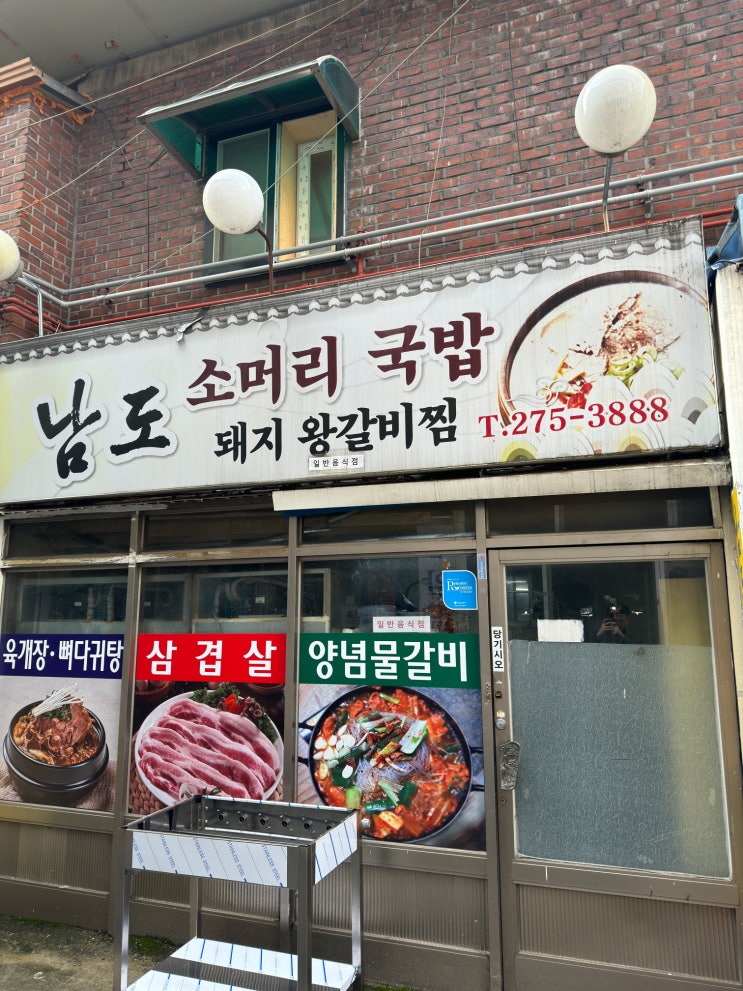 남도
소머리 국밥
돼지 왕갈비찜
T.275-3888
일반음식점
일반음식점
육개장·뼈다귀탕
삼겹살
양념물갈비
당기시오